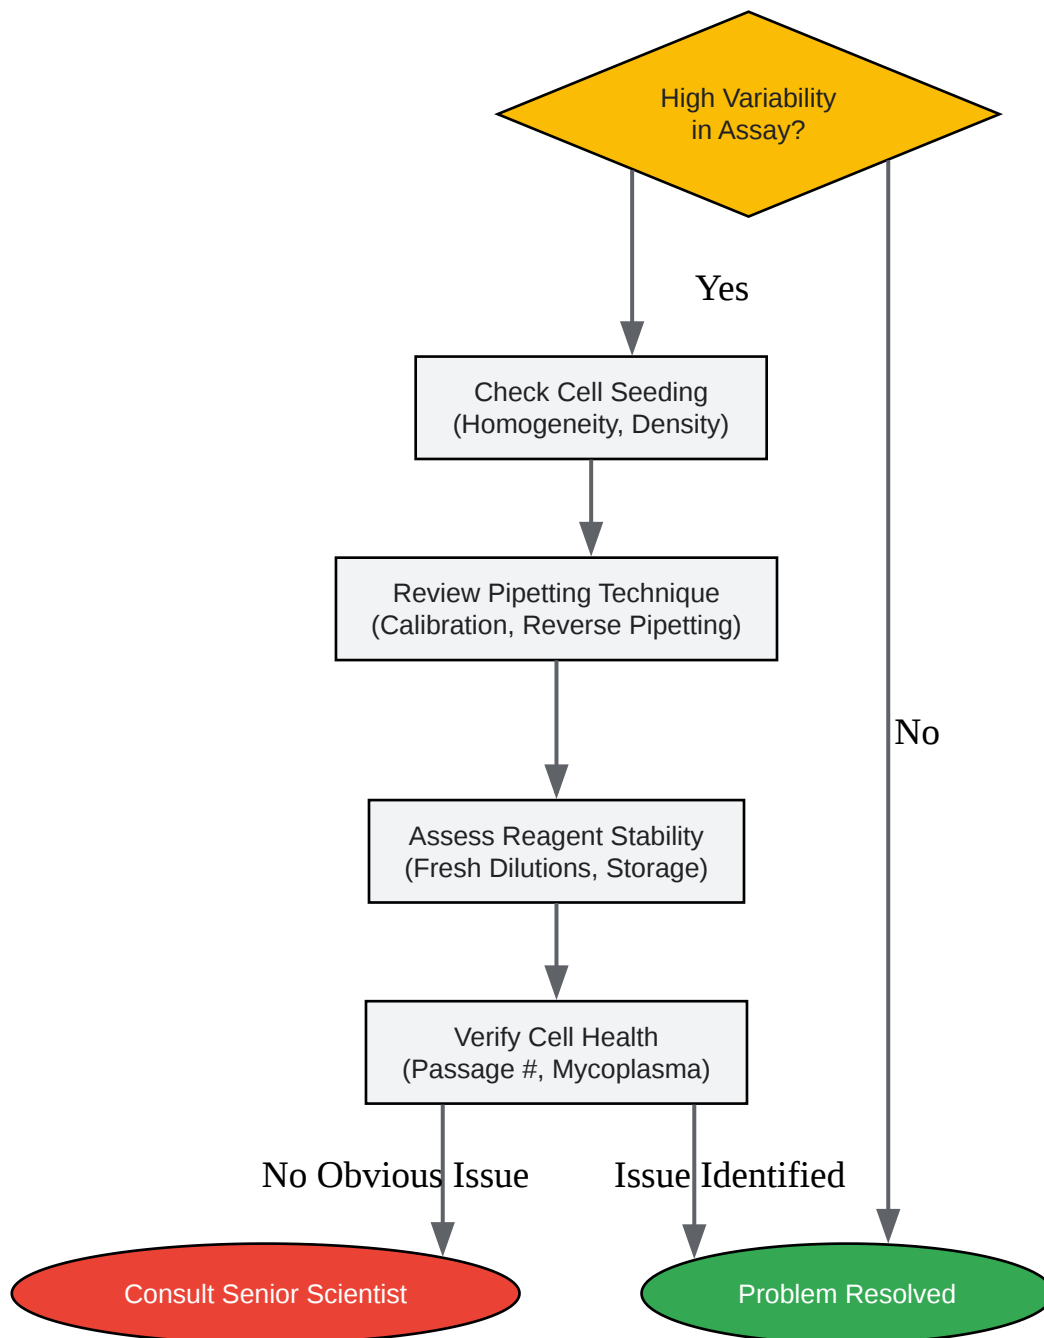 High Variability
in Assay?
Yes
Check Cell Seeding
(Homogeneity, Density)
Review Pipetting Technique
(Calibration, Reverse Pipetting)
No
Assess Reagent Stability
(Fresh Dilutions, Storage)
Verify Cell Health
(Passage #, Mycoplasma)
No Obvious Issue
Issue Identified
Consult Senior Scientist
Problem Resolved